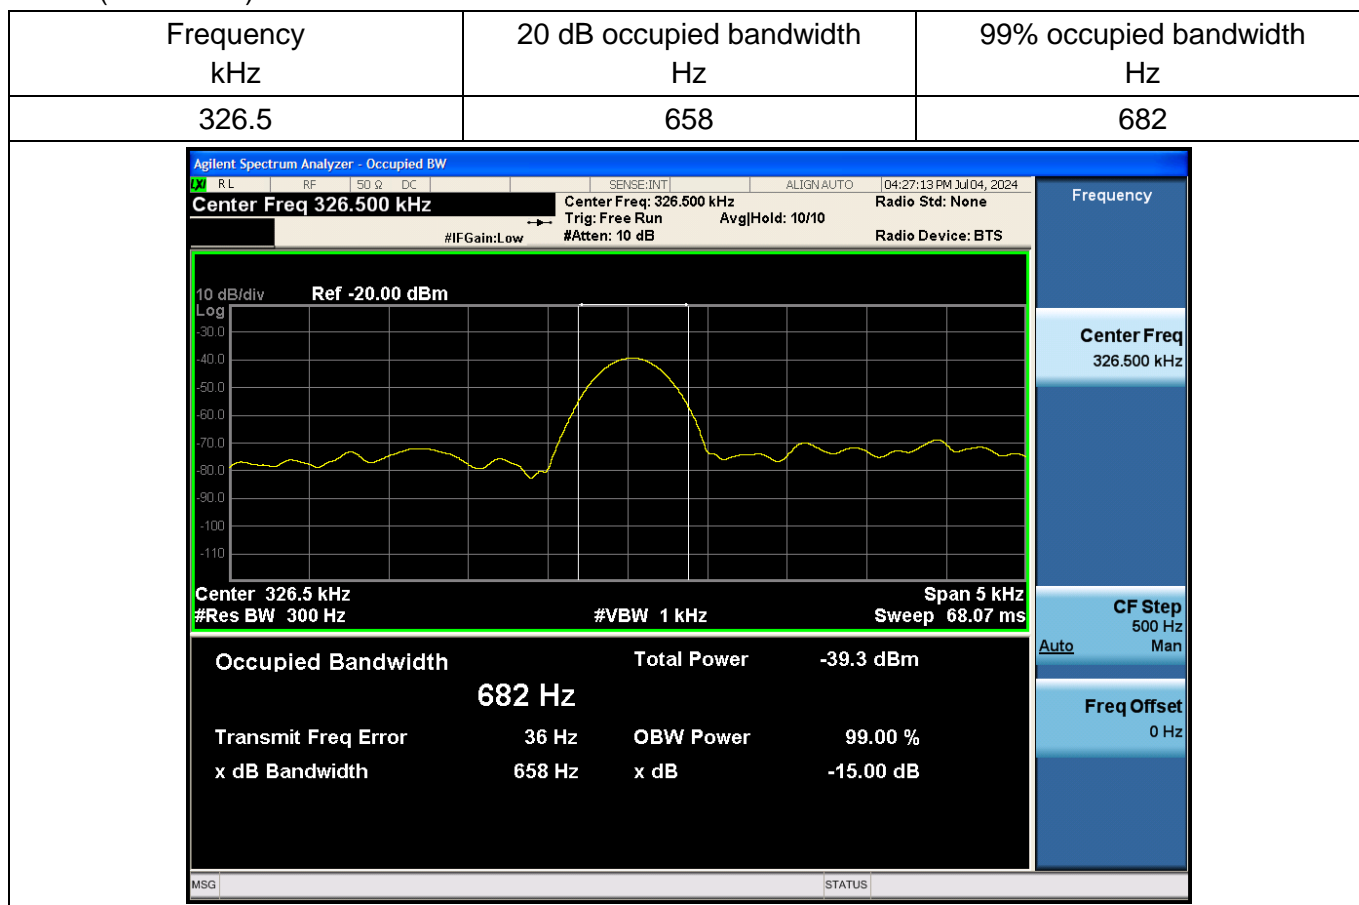 Frequency
kHz
20 dB occupied bandwidth
Hz
99% occupied bandwidth
Hz
326.5
658
682
Agilent Spectrum Analyzer - Occupied BW
LXI RL RF 50 Ω DC SENSE:INT ALIGNAUTO 04:27:13 PM Jul 04, 2024
Center Freq 326.500 kHz
Center Freq: 326.500 kHz
Radio Std: None
Trig: Free Run
Avg|Hold: 10/10
#IFGain:Low
#Atten: 10 dB
Radio Device: BTS
10 dB/div
Ref -20.00 dBm
Log
-30.0
-40.0
-50.0
-60.0
-70.0
-80.0
-90.0
-100
-110
Center 326.5 kHz
Span 5 kHz
#Res BW 300 Hz
#VBW 1 kHz
Sweep 68.07 ms
Occupied Bandwidth
Total Power -39.3 dBm
682 Hz
Transmit Freq Error 36 Hz
OBW Power 99.00 %
x dB Bandwidth 658 Hz
x dB -15.00 dB
MSG
STATUS
Frequency
Center Freq
326.500 kHz
CF Step
500 Hz
Auto Man
Freq Offset
0 Hz